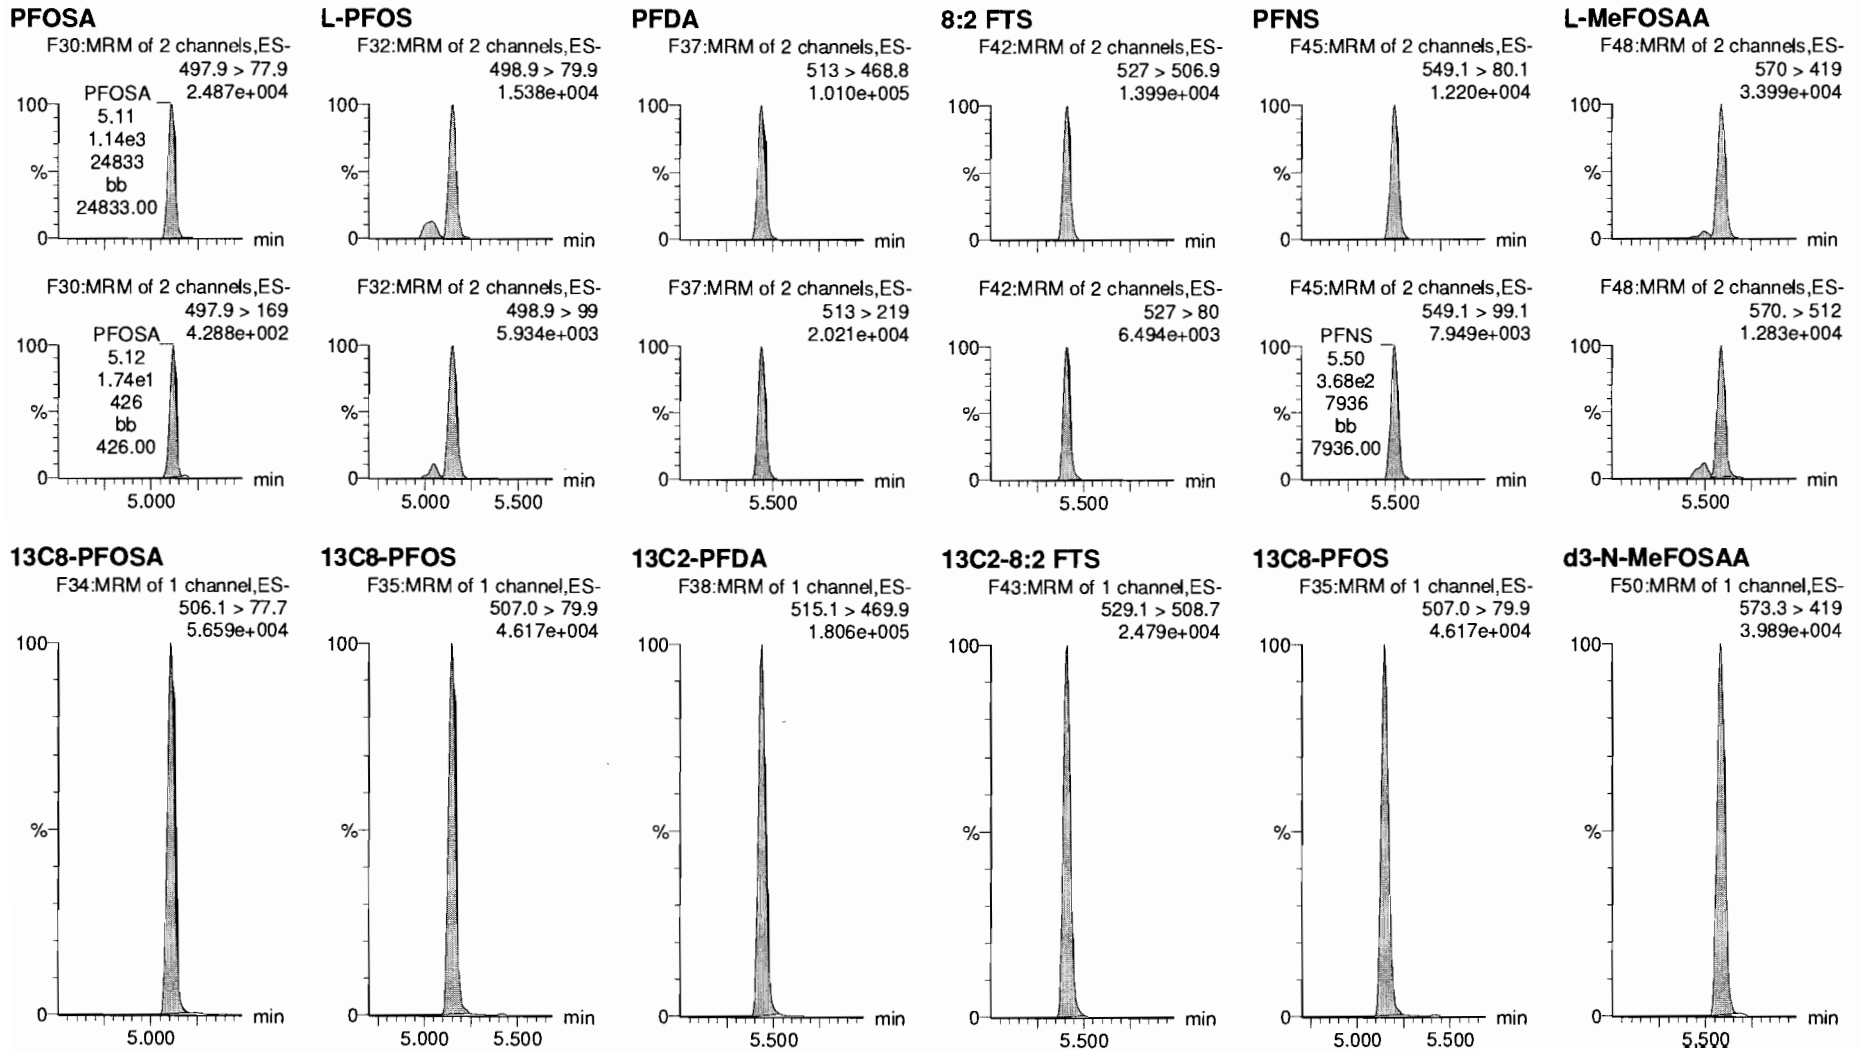 PFOSA
F30:MRM of 2 channels,ES-
497.9 > 77.9
2.487e+004
100
PFOSA
5.11
1.14e3
24833
bb
24833.00
%
0
min
L-PFOS
F32:MRM of 2 channels,ES-
498.9 > 79.9
1.538e+004
100
%
0
min
PFDA
F37:MRM of 2 channels,ES-
513 > 468.8
1.010e+005
100
%
0
min
8:2 FTS
F42:MRM of 2 channels,ES-
527 > 506.9
1.399e+004
100
%
0
min
PFNS
F45:MRM of 2 channels,ES-
549.1 > 80.1
1.220e+004
100
%
0
min
L-MeFOSAA
F48:MRM of 2 channels,ES-
570 > 419
3.399e+004
100
%
0
min
F30:MRM of 2 channels,ES-
497.9 > 169
4.288e+002
100
PFOSA
5.12
1.74e1
426
bb
426.00
%
0
min
5.000
F32:MRM of 2 channels,ES-
498.9 > 99
5.934e+003
100
%
0
min
5.000 5.500
F37:MRM of 2 channels,ES-
513 > 219
2.021e+004
100
%
0
min
5.500
F42:MRM of 2 channels,ES-
527 > 80
6.494e+003
100
%
0
min
5.500
F45:MRM of 2 channels,ES-
549.1 > 99.1
7.949e+003
100
PFNS
5.50
3.68e2
7936
bb
7936.00
%
0
min
5.500
F48:MRM of 2 channels,ES-
570. > 512
1.283e+004
100
%
0
min
5.500
13C8-PFOSA
F34:MRM of 1 channel,ES-
506.1 > 77.7
5.659e+004
100
%
0
min
5.000
13C8-PFOS
F35:MRM of 1 channel,ES-
507.0 > 79.9
4.617e+004
100
%
0
min
5.000 5.500
13C2-PFDA
F38:MRM of 1 channel,ES-
515.1 > 469.9
1.806e+005
100
%
0
min
5.500
13C2-8:2 FTS
F43:MRM of 1 channel,ES-
529.1 > 508.7
2.479e+004
100
%
0
min
5.500
13C8-PFOS
F35:MRM of 1 channel,ES-
507.0 > 79.9
4.617e+004
100
%
0
min
5.000 5.500
d3-N-MeFOSAA
F50:MRM of 1 channel,ES-
573.3 > 419
3.989e+004
100
%
0
min
5.500